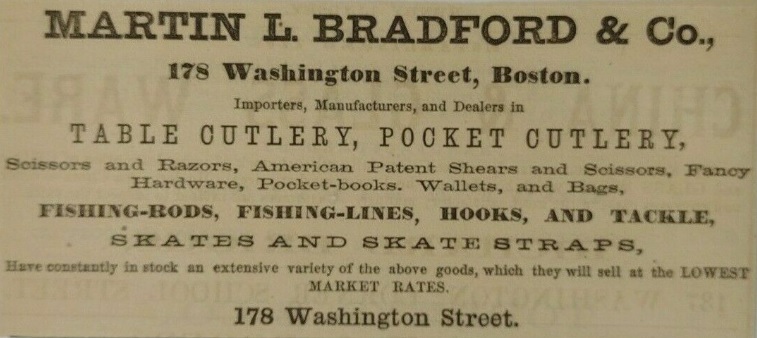 MARTIN L. BRADFORD & Co.,
178 Washington Street, Boston.
Importers, Manufacturers, and Dealers in
TABLE CUTLERY, POCKET CUTLERY,
Scissors and Razors, American Patent Shears and Scissors, Fancy
Hardware, Pocket-books. Wallets, and Bags,
FISHING-RODS, FISHING-LINES, HOOKS, AND TACKLE,
SKATES AND SKATE STRAPS,
Have constantly in stock an extensive variety of the above goods, which they will sell at the LOWEST
MARKET RATES.
178 Washington Street.